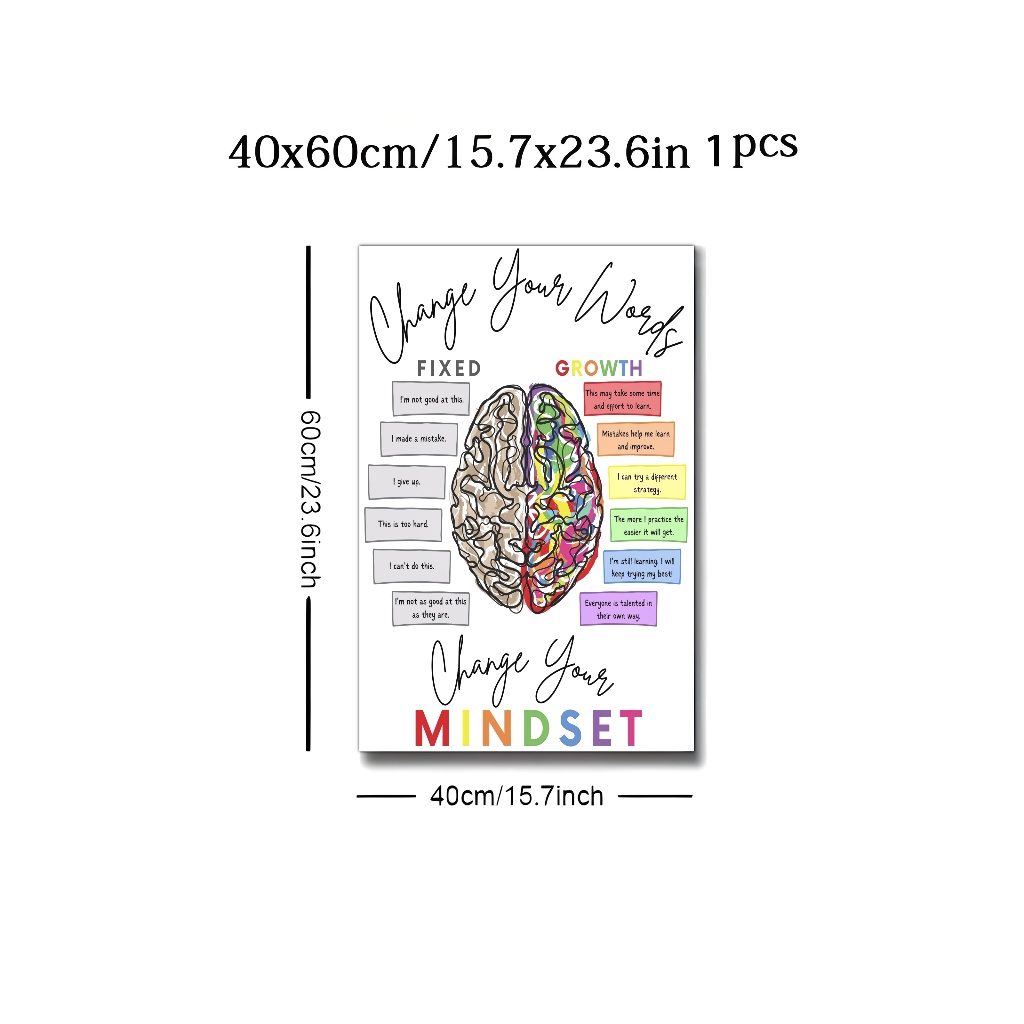 40x60cm/15.7x23.6in 1pcs
Change Your Words
FIXED
GROWTH
I'm not good at this.
This may take some time
and effort to learn.
I made a mistake.
Mistakes help me learn
and improve.
I give up.
I can try a different
strategy.
This is too hard.
The more I practice the
easier it will get.
I can't do this.
I'm still learning. I will
keep trying my best!
I'm not as good at this
as they are.
Everyone is talented in
their own way.
Change Your
MINDSET
60cm/23.6inch
40cm/15.7inch